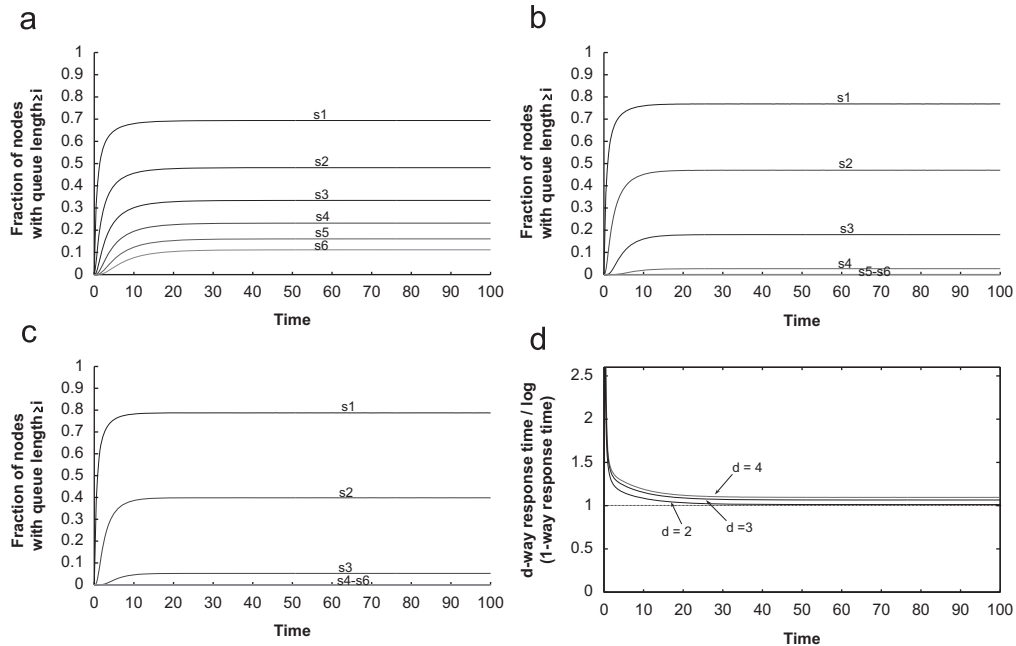 a
Fraction of nodes
with queue length≥i
1
0.9
0.8
0.7
0.6
0.5
0.4
0.3
0.2
0.1
0
s1
s2
s3
s4
s5
s6
0 10 20 30 40 50 60 70 80 90 100
Time
b
Fraction of nodes
with queue length≥i
1
0.9
0.8
0.7
0.6
0.5
0.4
0.3
0.2
0.1
0
s1
s2
s3
s4
s5-s6
0 10 20 30 40 50 60 70 80 90 100
Time
c
Fraction of nodes
with queue length≥i
1
0.9
0.8
0.7
0.6
0.5
0.4
0.3
0.2
0.1
0
s1
s2
s3
s4-s6
0 10 20 30 40 50 60 70 80 90 100
Time
d
d-way response time / log
(1-way response time)
2.5
2
1.5
1
0.5
0
d = 4
d = 2
d =3
0 10 20 30 40 50 60 70 80 90 100
Time